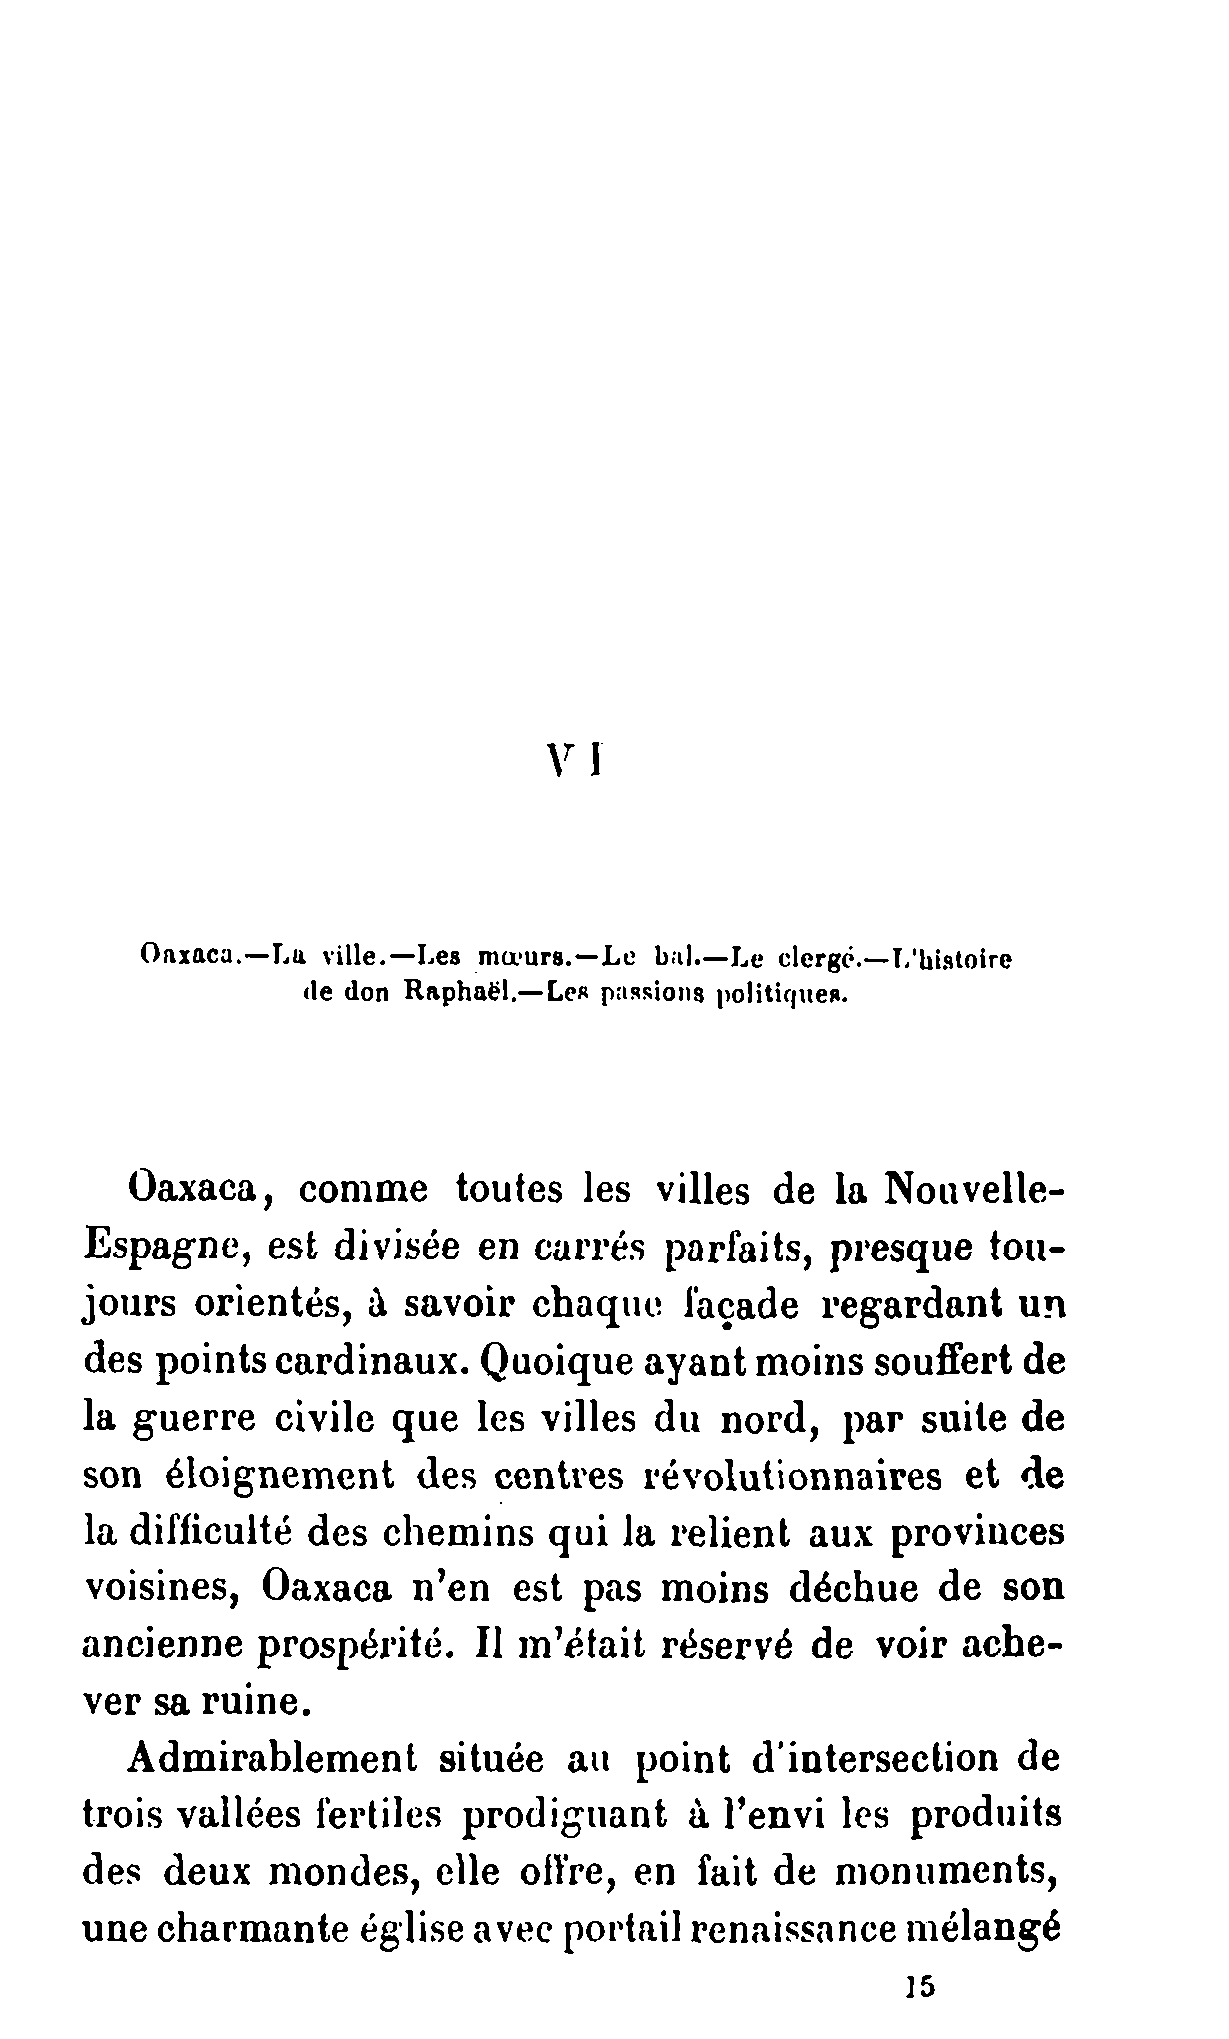 VI
Oaxaca.—La ville.—Les mœurs.—Le bal.—Le clergé.—L'histoire
de don Raphaël.—Les passions politiques.
Oaxaca, comme toutes les villes de la Nouvelle-
Espagne, est divisée en carrés parfaits, presque tou-
jours orientés, à savoir chaque façade regardant un
des points cardinaux. Quoique ayant moins souffert de
la guerre civile que les villes du nord, par suite de
son éloignement des centres révolutionnaires et de
la difficulté des chemins qui la relient aux provinces
voisines, Oaxaca n'en est pas moins déchue de son
ancienne prospérité. Il m'était réservé de voir ache-
ver sa ruine.
Admirablement située au point d'intersection de
trois vallées fertiles prodiguant à l'envi les produits
des deux mondes, elle offre, en fait de monuments,
une charmante église avec portail renaissance mélangé
15